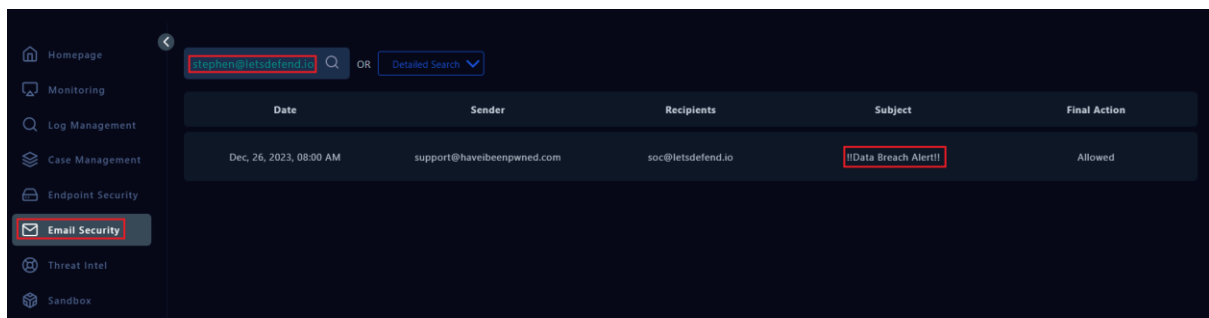 Homepage
Monitoring
Log Management
Case Management
Endpoint Security
Email Security
Threat Intel
Sandbox
stephen@letsdefend.io OR Detailed Search
Date Sender Recipients Subject Final Action
Dec, 26, 2023, 08:00 AM support@haveibeenpwned.com soc@letsdefend.io !!Data Breach Alert!! Allowed